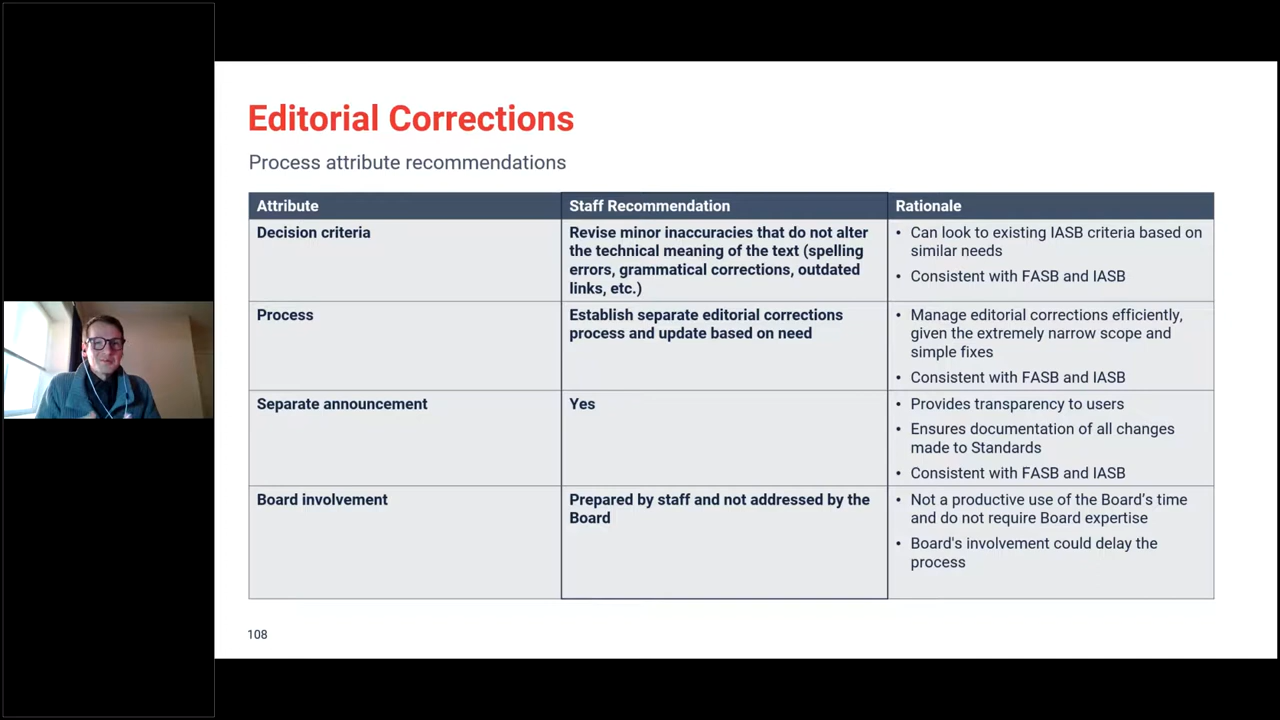 Editorial Corrections
Process attribute recommendations
Attribute
Staff Recommendation
Rationale
Decision criteria
Revise minor inaccuracies that do not alter
the technical meaning of the text (spelling
errors, grammatical corrections, outdated
links, etc.)
• Can look to existing IASB criteria based on
similar needs
• Consistent with FASB and IASB
Process
Establish separate editorial corrections
process and update based on need
• Manage editorial corrections efficiently,
given the extremely narrow scope and
simple fixes
• Consistent with FASB and IASB
Separate announcement
Yes
• Provides transparency to users
• Ensures documentation of all changes
made to Standards
• Consistent with FASB and IASB
Board involvement
Prepared by staff and not addressed by the
Board
• Not a productive use of the Board’s time
and do not require Board expertise
• Board's involvement could delay the
process
108